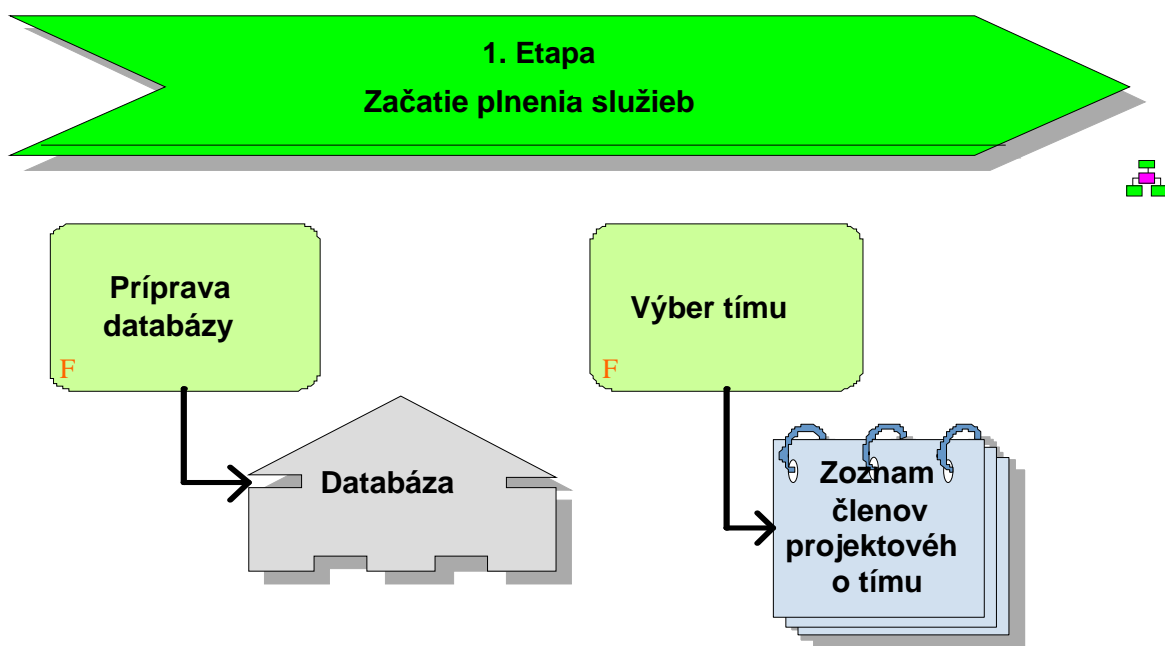 1. Etapa
Začatie plnenia služieb
Príprava
databázy
F
Výber tímu
F
Databáza
Zoznam
členov
projektovéh
o tímu